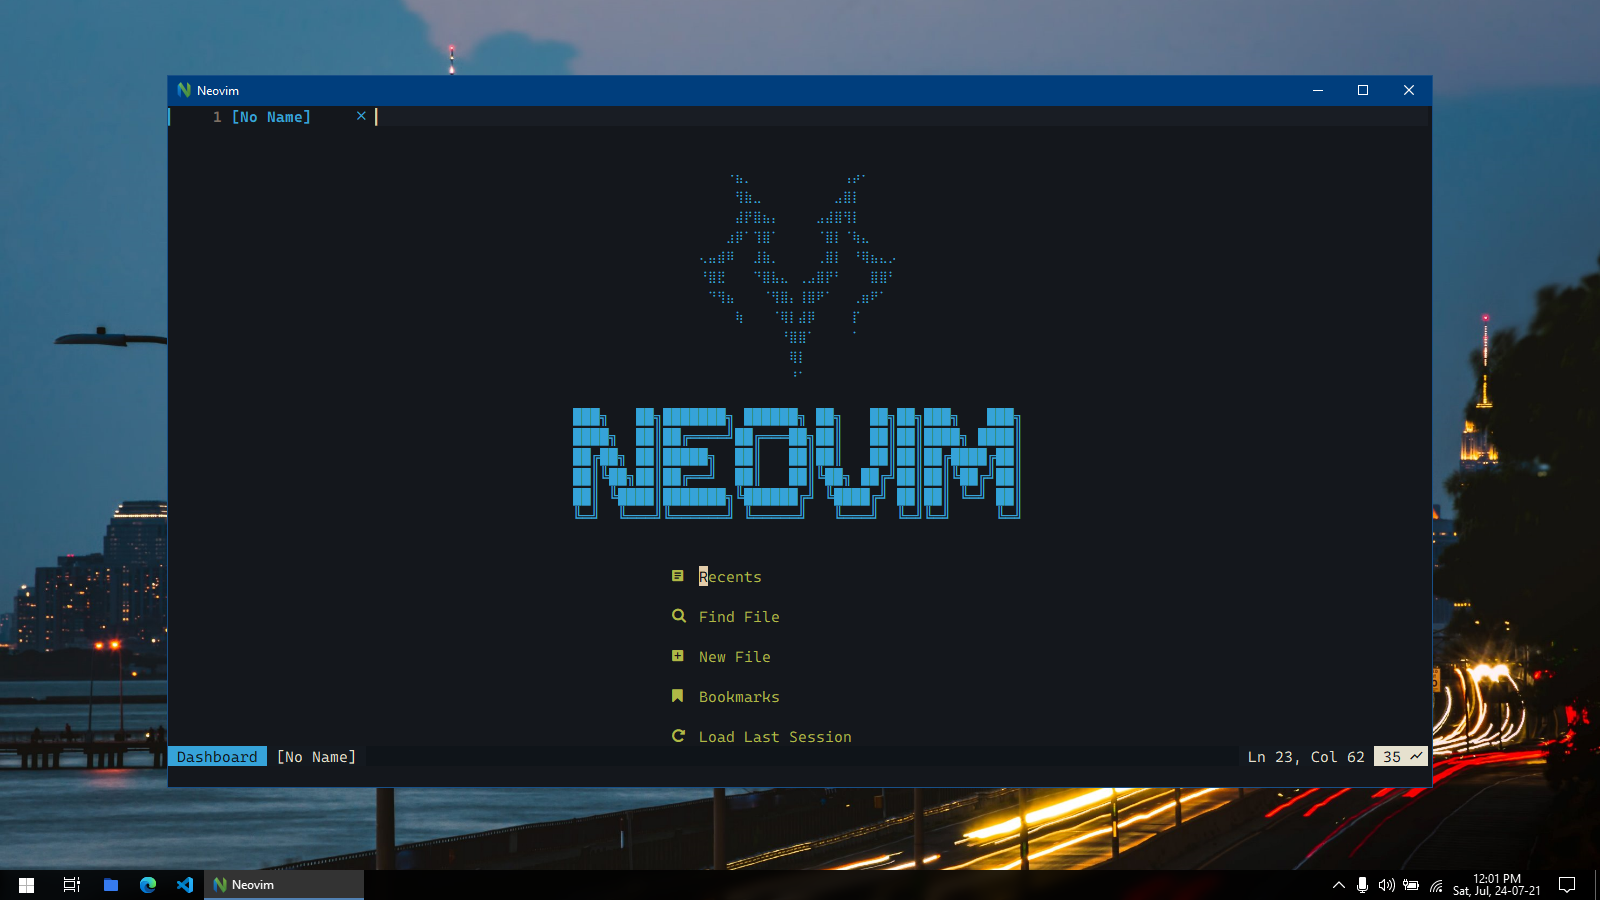 Neovim
1 [No Name] ×
NEOVIM
Recents
Find File
New File
Bookmarks
Load Last Session
Dashboard [No Name] Ln 23, Col 62 35
Neovim
12:01 PM
Sat, Jul, 24-07-21